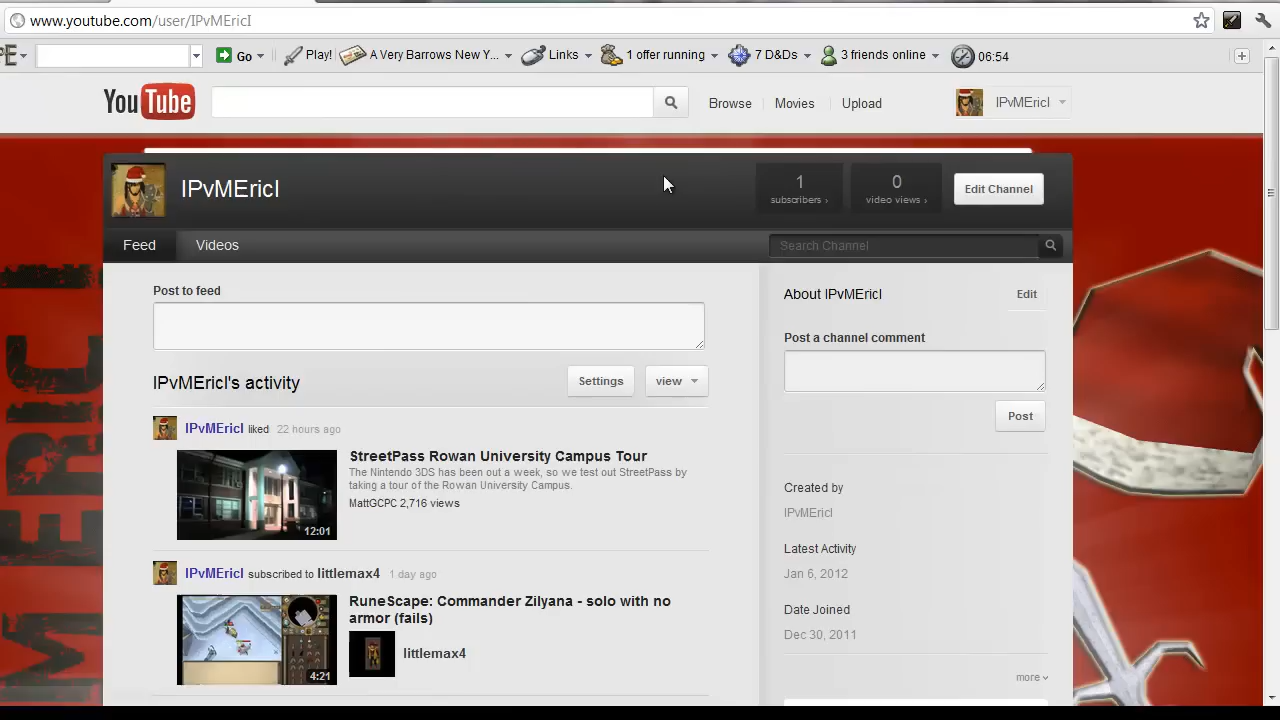 www.youtube.com/user/IPvMEricI
PE
Go
Play!
A Very Barrows New Y...
Links
1 offer running
7 D&Ds
3 friends online
06:54
YouTube
Browse
Movies
Upload
IPvMEricI
IPvMEricI
1
subscribers ›
0
video views ›
Edit Channel
Feed
Videos
Search Channel
Post to feed
IPvMEricI's activity
Settings
view
IPvMEricI liked 22 hours ago
StreetPass Rowan University Campus Tour
The Nintendo 3DS has been out a week, so we test out StreetPass by
taking a tour of the Rowan University Campus.
MattGCPC 2,716 views
12:01
IPvMEricI subscribed to littlemax4 1 day ago
RuneScape: Commander Zilyana - solo with no
armor (fails)
littlemax4
4:21
About IPvMEricI
Edit
Post a channel comment
Post
Created by
IPvMEricI
Latest Activity
Jan 6, 2012
Date Joined
Dec 30, 2011
more
MERIC